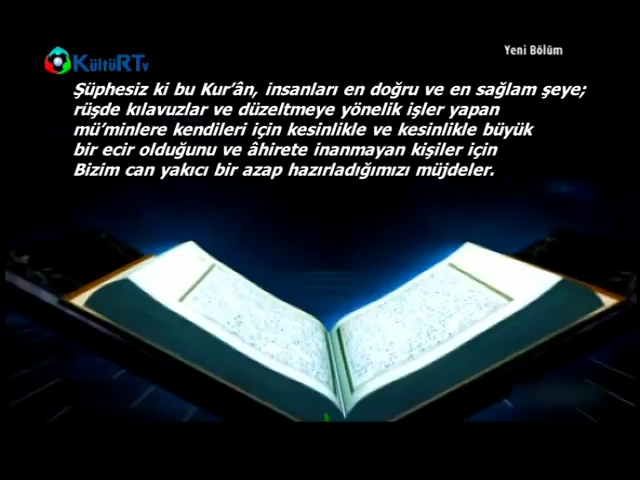 Yeni Bölüm
KültüRTv
Şüphesiz ki bu Kur’ân, insanları en doğru ve en sağlam şeye;
rüşde kılavuzlar ve düzeltmeye yönelik işler yapan
mü’minlere kendileri için kesinlikle ve kesinlikle büyük
bir ecir olduğunu ve âhirete inanmayan kişiler için
Bizim can yakıcı bir azap hazırladığımızı müjdeler.